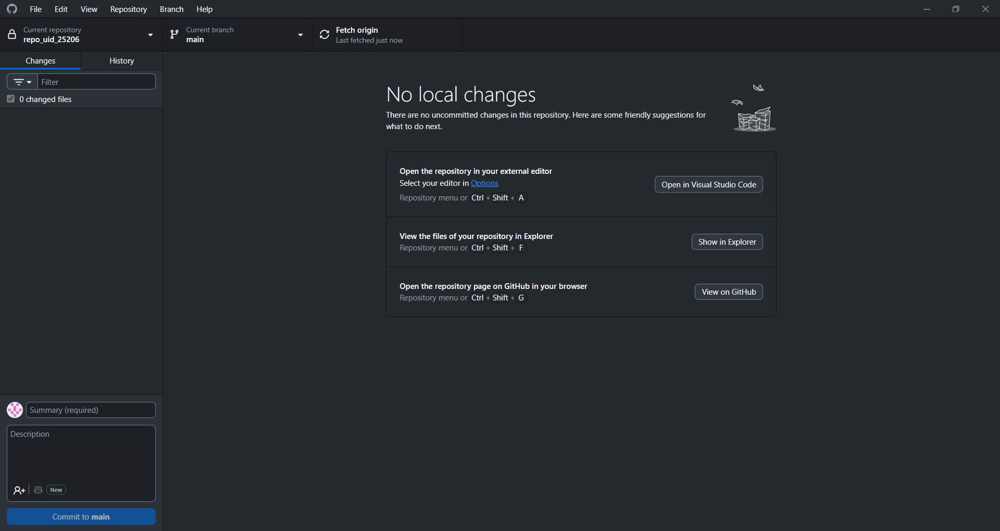 File Edit View Repository Branch Help
Current repository
repo_uid_25206
Current branch
main
Fetch origin
Last fetched just now
Changes
History
Filter
0 changed files
No local changes
There are no uncommitted changes in this repository. Here are some friendly suggestions for
what to do next.
Open the repository in your external editor
Select your editor in Options
Repository menu or Ctrl + Shift + A
Open in Visual Studio Code
View the files of your repository in Explorer
Repository menu or Ctrl + Shift + F
Show in Explorer
Open the repository page on GitHub in your browser
Repository menu or Ctrl + Shift + G
View on GitHub
Summary (required)
Description
New
Commit to main